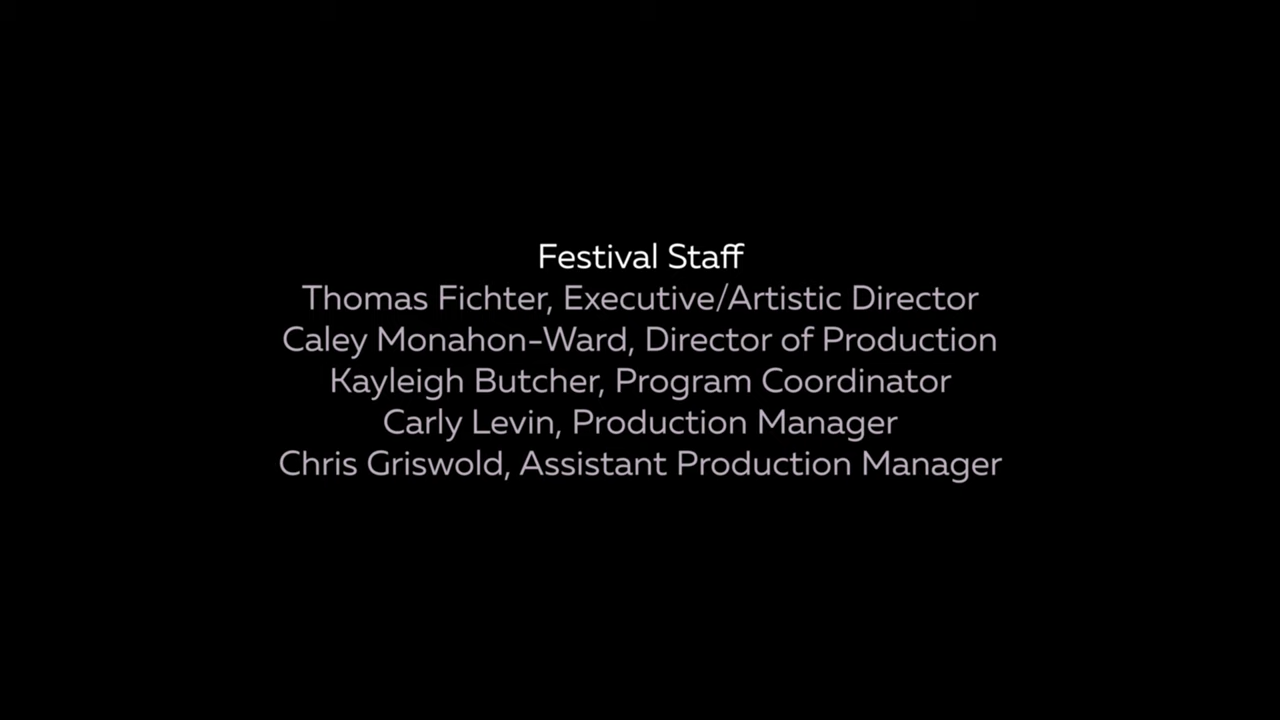 Festival Staff
Thomas Fichter, Executive/Artistic Director
Caley Monahon-Ward, Director of Production
Kayleigh Butcher, Program Coordinator
Carly Levin, Production Manager
Chris Griswold, Assistant Production Manager